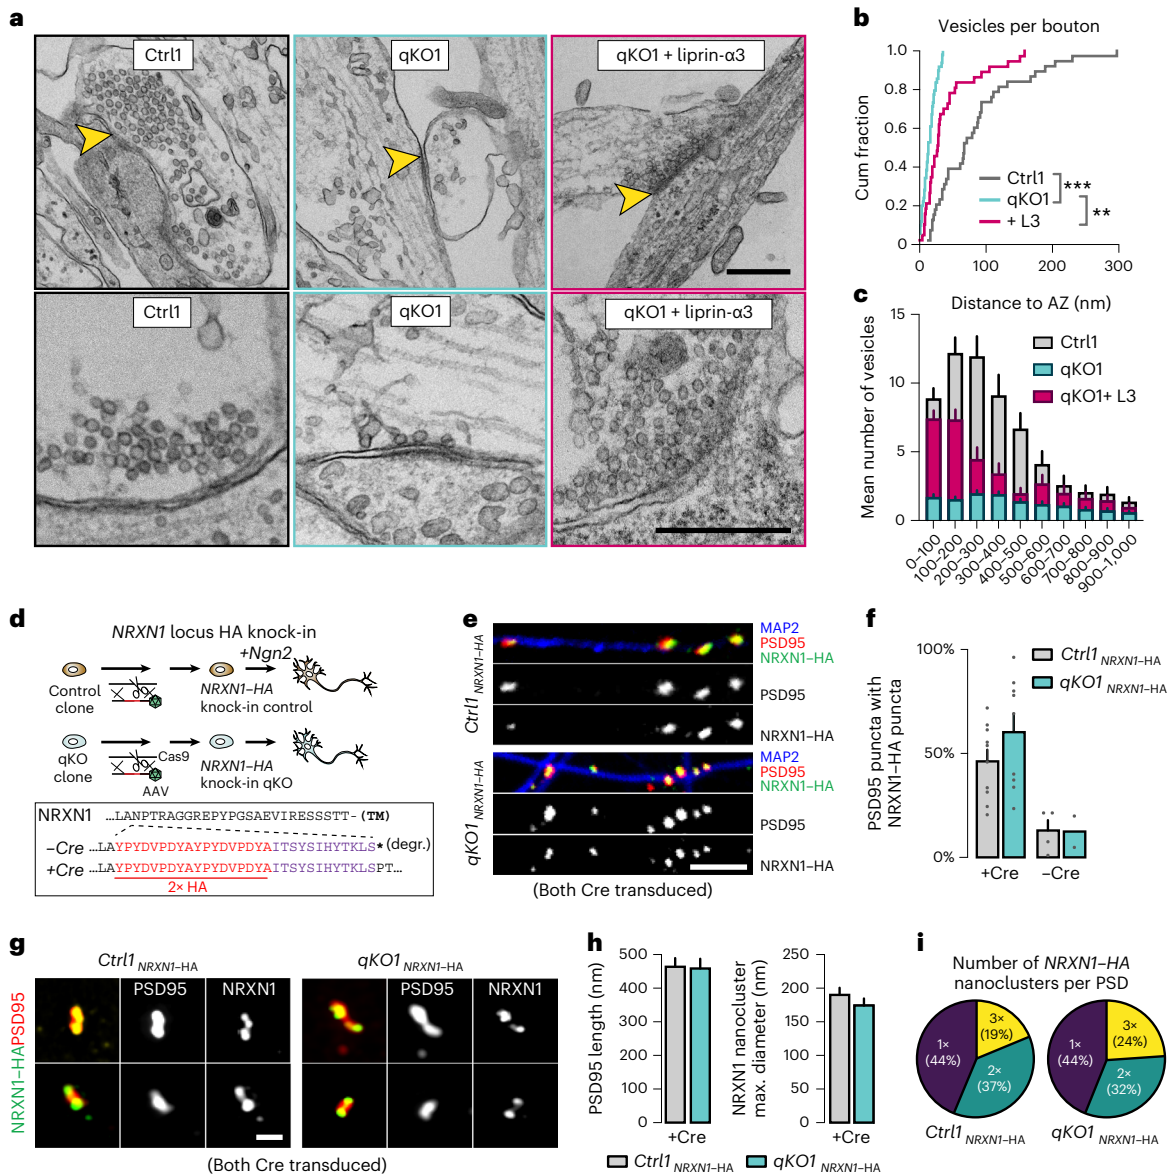 a
Ctrl1
qKO1
qKO1 + liprin-α3
Ctrl1
qKO1
qKO1 + liprin-α3
b
Vesicles per bouton
Cum fraction
1.0
0.8
0.6
0.4
0.2
0
0 100 200 300
Ctrl1
qKO1
+ L3
***
**
c
Distance to AZ (nm)
Mean number of vesicles
15
10
5
0
Ctrl1
qKO1
qKO1+ L3
0–100
100–200
200–300
300–400
400–500
500–600
600–700
700–800
800–900
900–1,000
d
NRXN1 locus HA knock-in
+Ngn2
Control
clone
NRXN1–HA
knock-in control
qKO
clone
Cas9
AAV
NRXN1–HA
knock-in qKO
NRXN1 ...LANPTRAGGREPYPGSAEVIRESSSTT-(TM)
–Cre ...LAYPYDVPDYAYPYDVPDYAITSYSIHYTKLS* (degr.)
+Cre ...LAYPYDVPDYAYPYDVPDYAITSYSIHYTKLSPT...
2× HA
e
Ctrl1 NRXN1–HA
MAP2
PSD95
NRXN1–HA
PSD95
NRXN1–HA
qKO1 NRXN1–HA
MAP2
PSD95
NRXN1–HA
PSD95
NRXN1–HA
(Both Cre transduced)
f
PSD95 puncta with
NRXN1–HA puncta
100%
50%
0%
Ctrl1 NRXN1–HA
qKO1 NRXN1–HA
+Cre –Cre
g
Ctrl1 NRXN1–HA
qKO1 NRXN1–HA
NRXN1–HAPSD95
PSD95 NRXN1
PSD95 NRXN1
(Both Cre transduced)
h
PSD95 length (nm)
500
400
300
200
100
0
+Cre
NRXN1 nanocluster
max. diameter (nm)
250
200
150
100
50
0
+Cre
Ctrl1 NRXN1–HA
qKO1 NRXN1–HA
i
Number of NRXN1–HA
nanoclusters per PSD
1×
(44%)
3×
(19%)
2×
(37%)
Ctrl1 NRXN1–HA
1×
(44%)
3×
(24%)
2×
(32%)
qKO1 NRXN1–HA